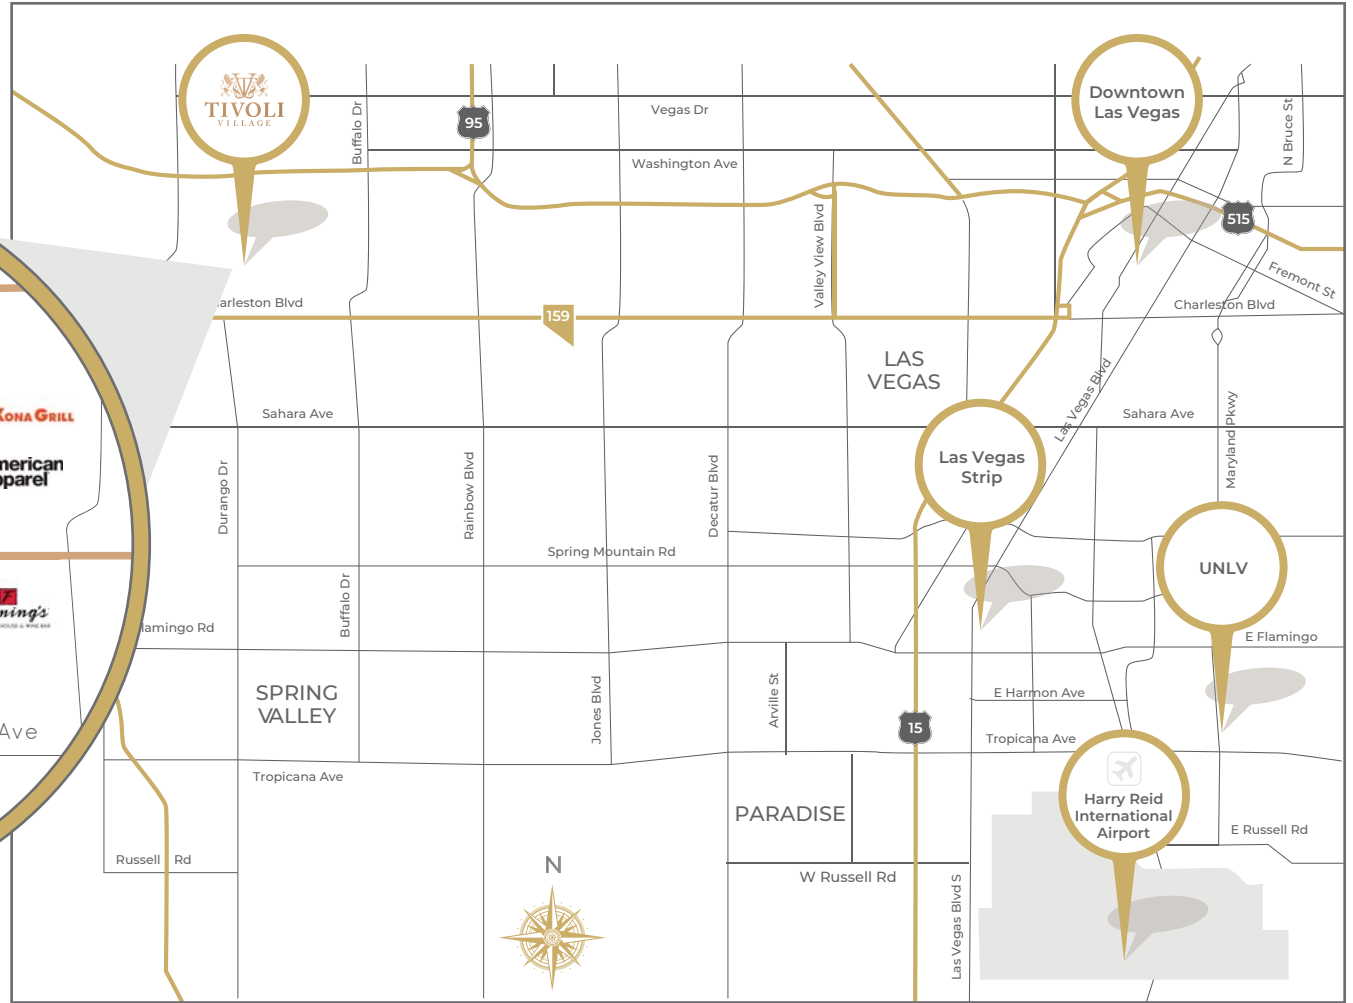 TIVOLI
VILLAGE
Buffalo Dr
95
Vegas Dr
Washington Ave
Downtown
Las Vegas
N Bruce St
515
Valley View Blvd
Fremont St
arleston Blvd
159
Charleston Blvd
LAS
VEGAS
Las Vegas Blvd
KONA GRILL
merican
pparel
Sahara Ave
Sahara Ave
Maryland Pkwy
Las Vegas
Strip
Durango Dr
Rainbow Blvd
Decatur Blvd
Spring Mountain Rd
UNLV
Buffalo Dr
F
ming's
HOUSE & WINE BAR
lamingo Rd
E Flamingo
SPRING
VALLEY
Jones Blvd
Arville St
E Harmon Ave
15
Ave
Tropicana Ave
Tropicana Ave
Harry Reid
International
Airport
PARADISE
E Russell Rd
Russell Rd
N
W Russell Rd
Las Vegas Blvd S